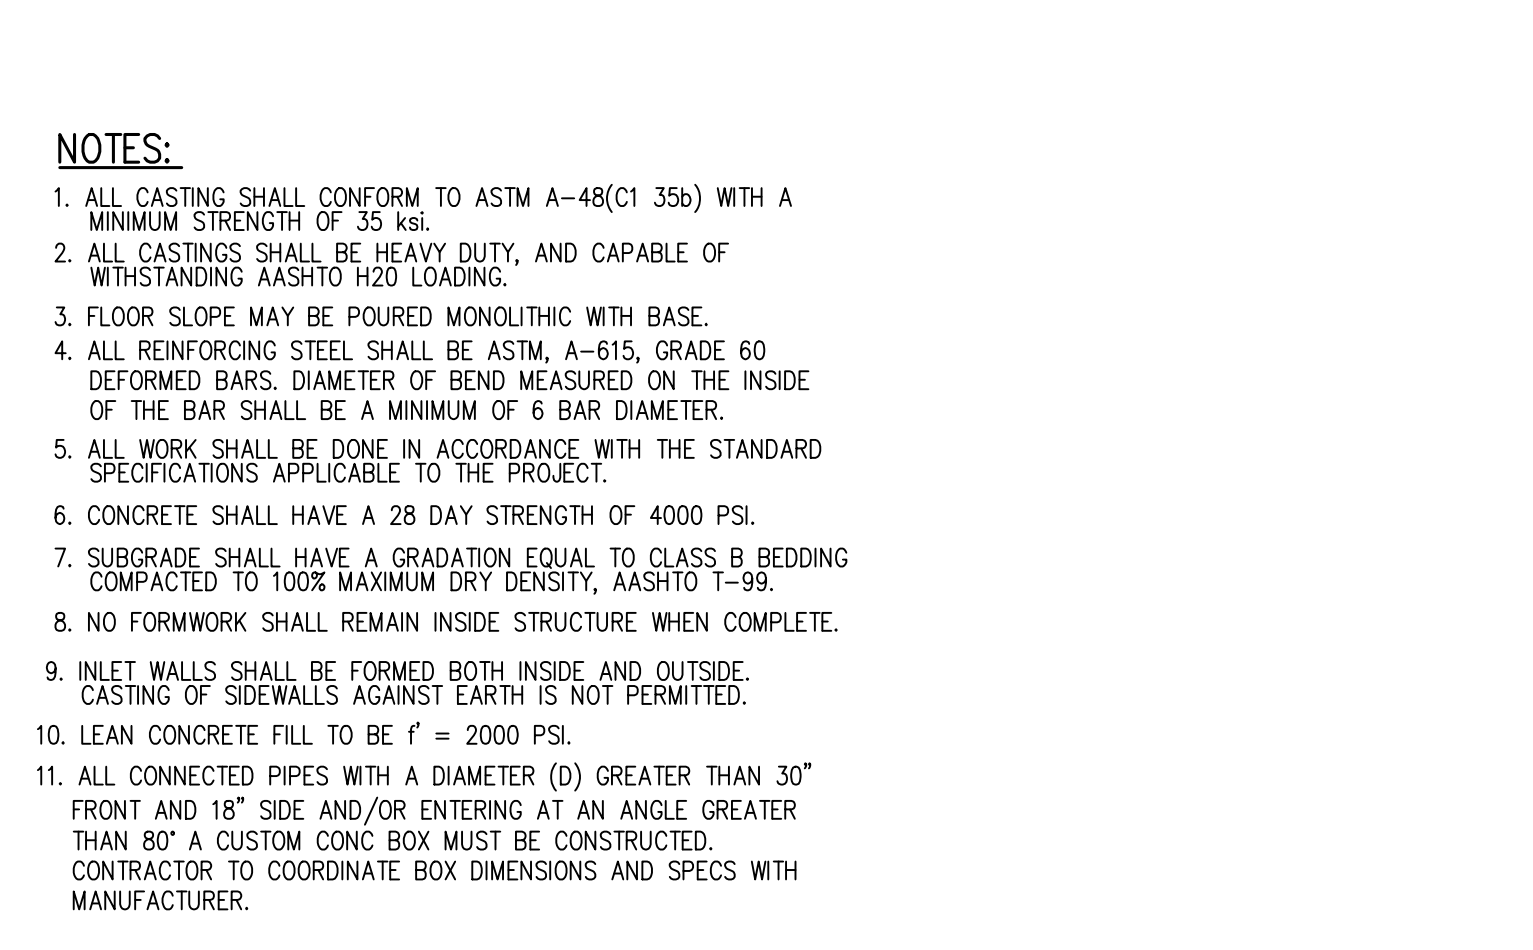 NOTES:
1. ALL CASTING SHALL CONFORM TO ASTM A-48(C1 35b) WITH A
MINIMUM STRENGTH OF 35 ksi.
2. ALL CASTINGS SHALL BE HEAVY DUTY, AND CAPABLE OF
WITHSTANDING AASHTO H20 LOADING.
3. FLOOR SLOPE MAY BE POURED MONOLITHIC WITH BASE.
4. ALL REINFORCING STEEL SHALL BE ASTM, A-615, GRADE 60
DEFORMED BARS. DIAMETER OF BEND MEASURED ON THE INSIDE
OF THE BAR SHALL BE A MINIMUM OF 6 BAR DIAMETER.
5. ALL WORK SHALL BE DONE IN ACCORDANCE WITH THE STANDARD
SPECIFICATIONS APPLICABLE TO THE PROJECT.
6. CONCRETE SHALL HAVE A 28 DAY STRENGTH OF 4000 PSI.
7. SUBGRADE SHALL HAVE A GRADATION EQUAL TO CLASS B BEDDING
COMPACTED TO 100% MAXIMUM DRY DENSITY, AASHTO T-99.
8. NO FORMWORK SHALL REMAIN INSIDE STRUCTURE WHEN COMPLETE.
9. INLET WALLS SHALL BE FORMED BOTH INSIDE AND OUTSIDE.
CASTING OF SIDEWALLS AGAINST EARTH IS NOT PERMITTED.
10. LEAN CONCRETE FILL TO BE f' = 2000 PSI.
11. ALL CONNECTED PIPES WITH A DIAMETER (D) GREATER THAN 30"
FRONT AND 18" SIDE AND/OR ENTERING AT AN ANGLE GREATER
THAN 80° A CUSTOM CONC BOX MUST BE CONSTRUCTED.
CONTRACTOR TO COORDINATE BOX DIMENSIONS AND SPECS WITH
MANUFACTURER.